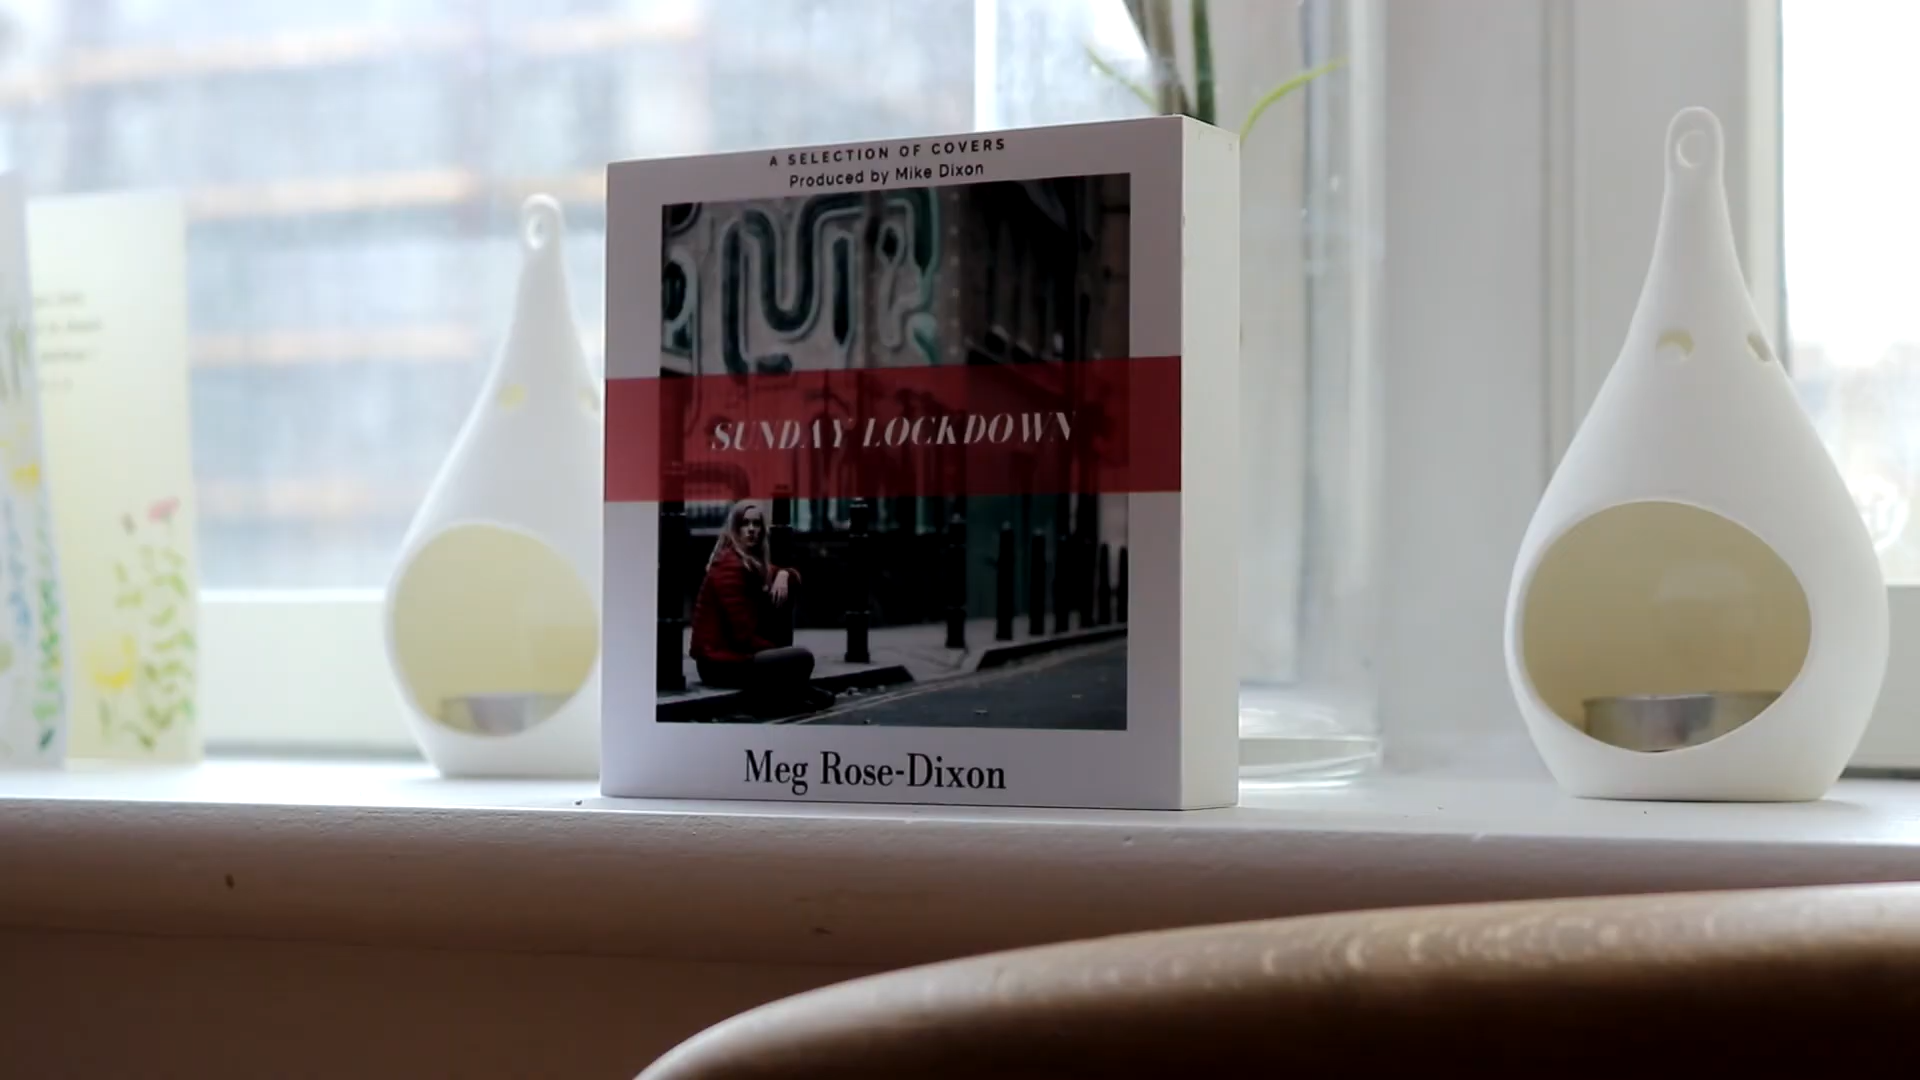 A SELECTION OF COVERS
Produced by Mike Dixon
SUNDAY LOCKDOWN
Meg Rose-Dixon